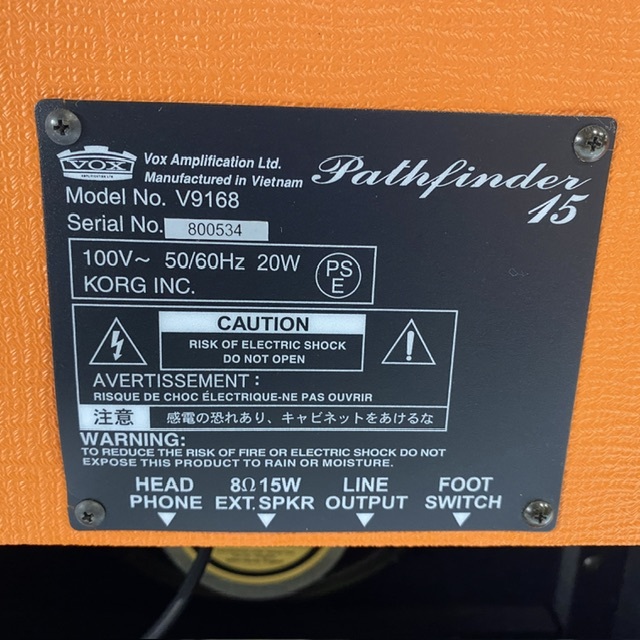 VOX
Vox Amplification Ltd.
Manufactured in Vietnam
Pathfinder
15
Model No. V9168
Serial No. 800534
100V~ 50/60Hz 20W
KORG INC.
PS
E
CAUTION
RISK OF ELECTRIC SHOCK
DO NOT OPEN
AVERTISSEMENT :
RISQUE DE CHOC ÉLECTRIQUE-NE PAS OUVRIR
注意 感電の恐れあり、キャビネットをあけるな
WARNING:
TO REDUCE THE RISK OF FIRE OR ELECTRIC SHOCK DO NOT
EXPOSE THIS PRODUCT TO RAIN OR MOISTURE.
HEAD PHONE
8Ω15W EXT.SPKR
LINE OUTPUT
FOOT SWITCH